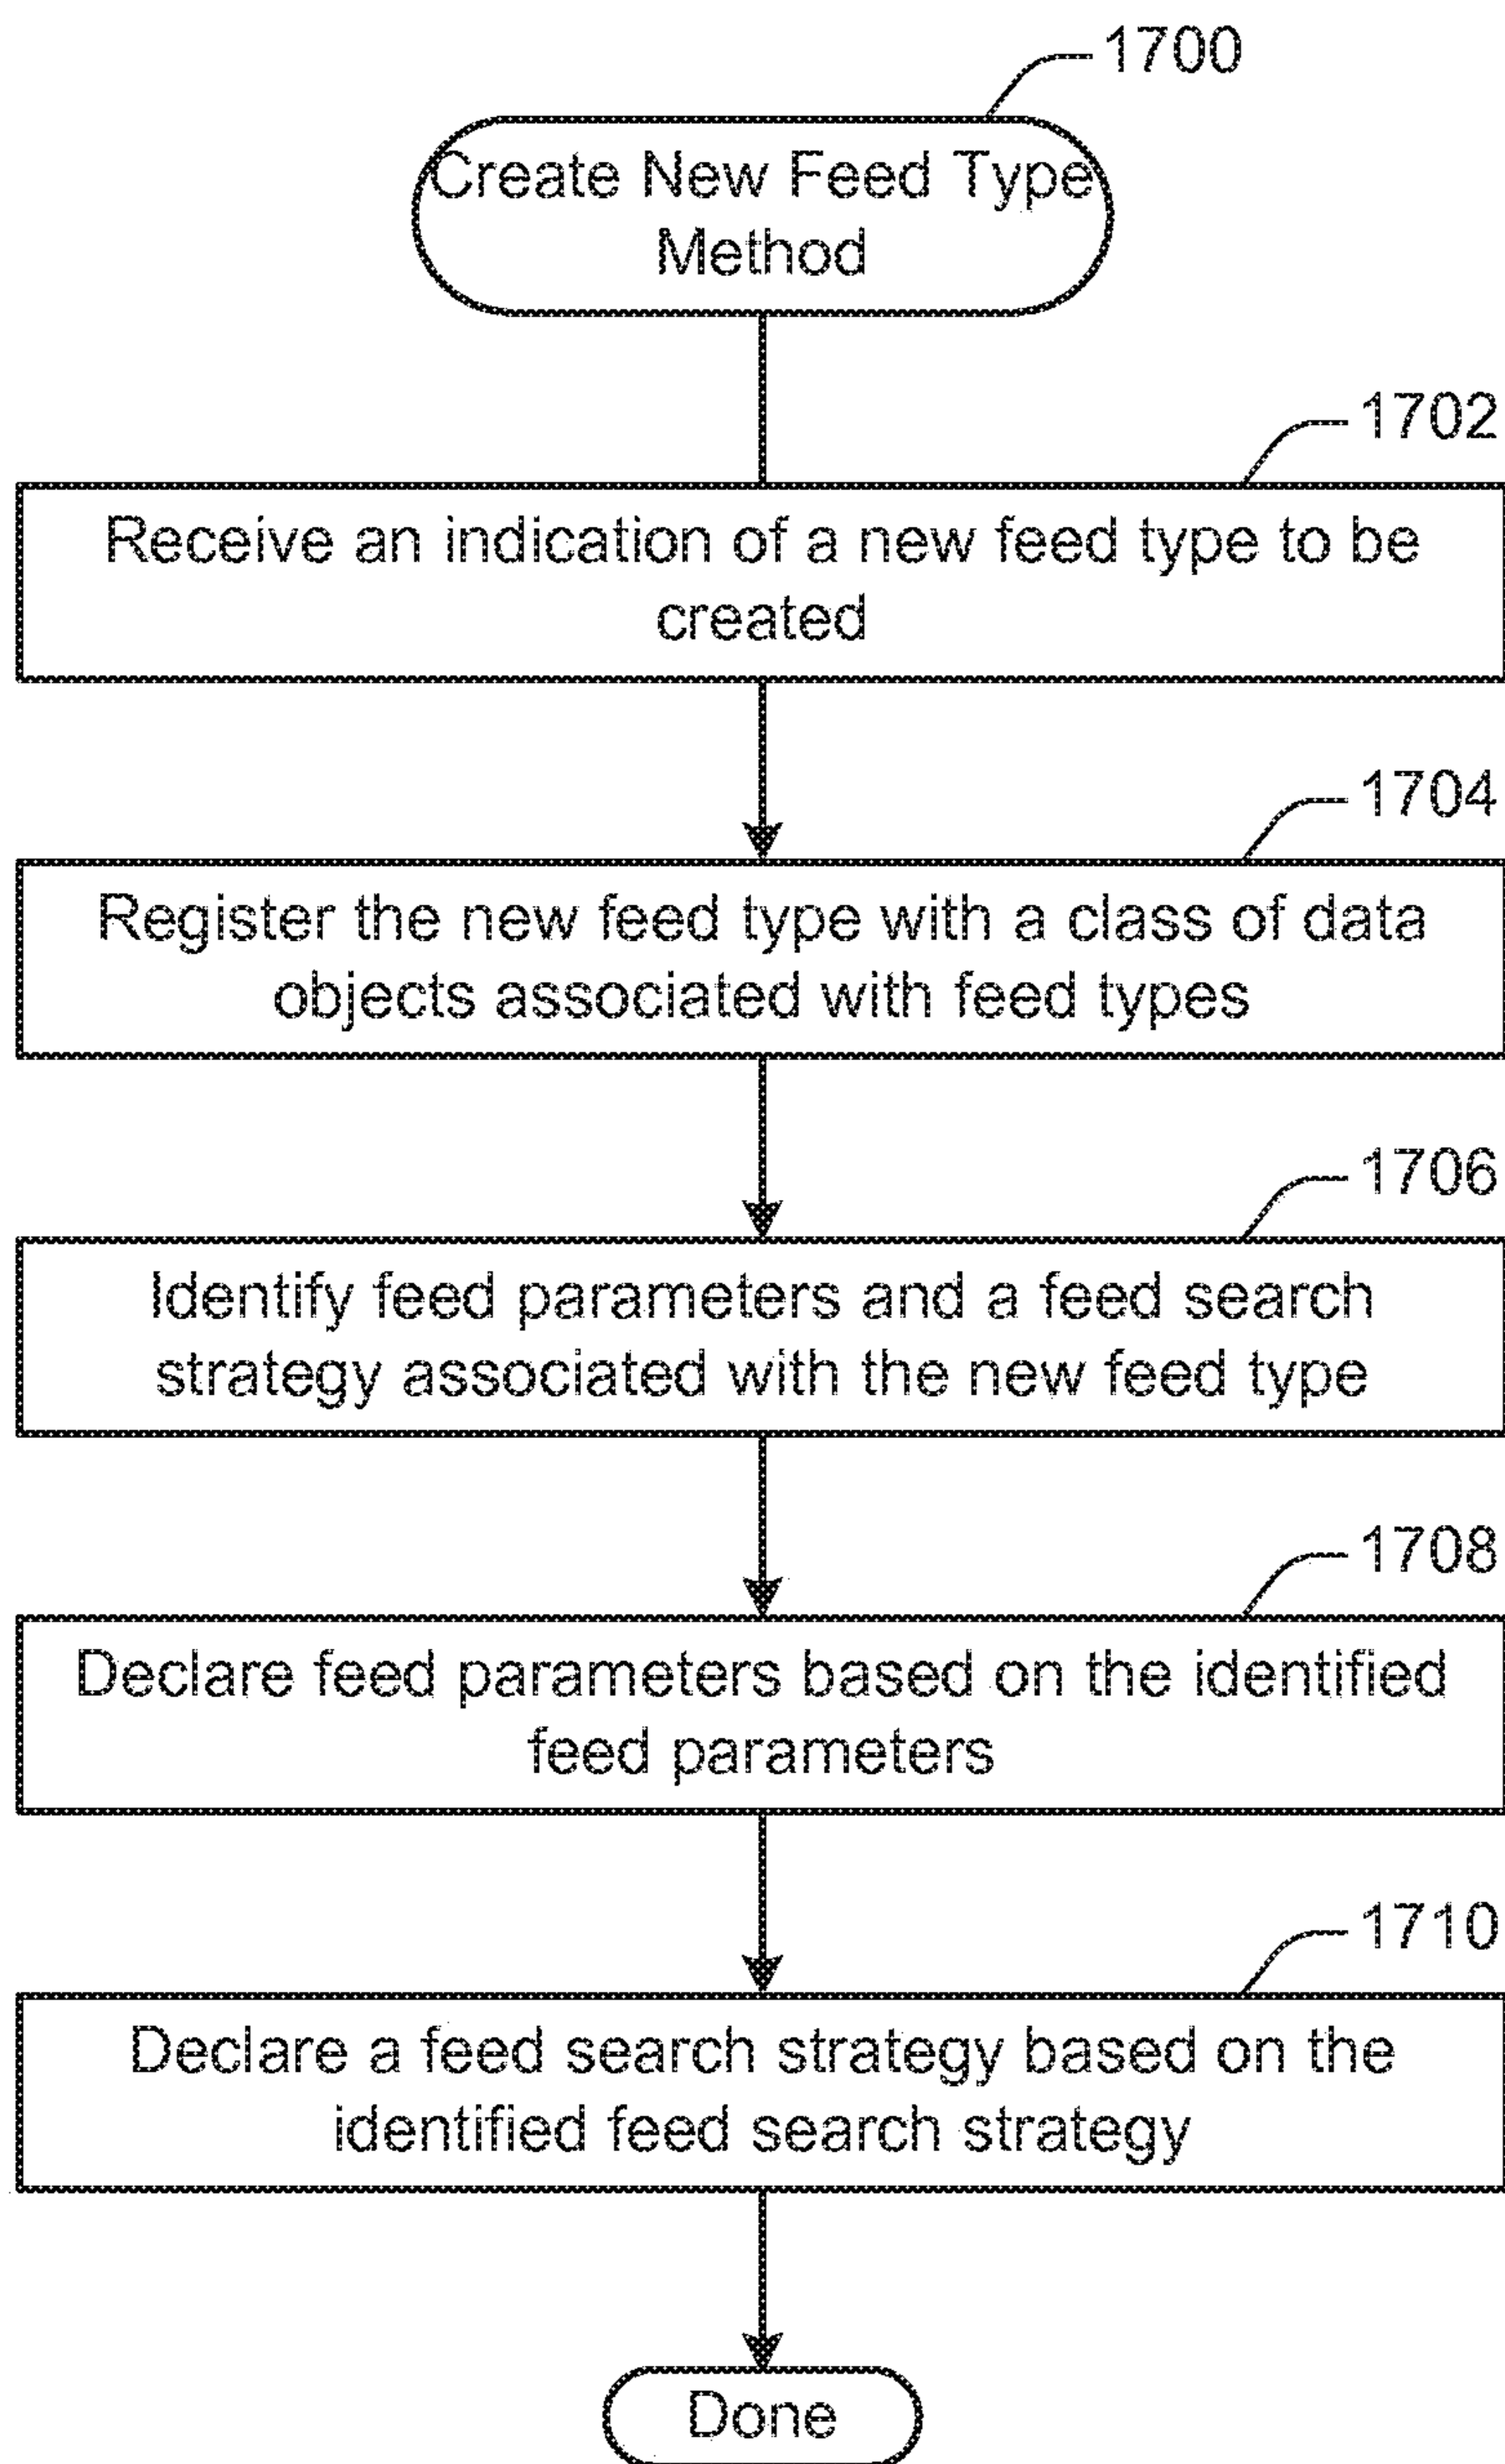 1700
Create New Feed Type
Method
1702
Receive an indication of a new feed type to be
created
1704
Register the new feed type with a class of data
objects associated with feed types
1706
Identify feed parameters and a feed search
strategy associated with the new feed type
1708
Declare feed parameters based on the identified
feed parameters
1710
Declare a feed search strategy based on the
identified feed search strategy
Done